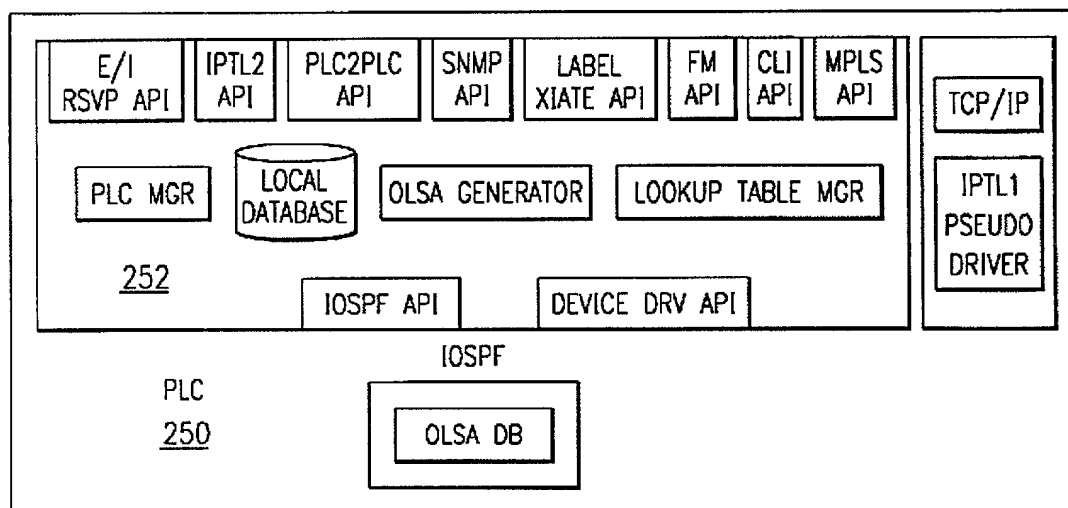 E/I
RSVP API
IPTL2
API
PLC2PLC
API
SNMP
API
LABEL
XIATE API
FM
API
CLI
API
MPLS
API
TCP/IP
PLC MGR
LOCAL
DATABASE
OLSA GENERATOR
LOOKUP TABLE MGR
IPTL1
PSEUDO
DRIVER
252
IOSPF API
DEVICE DRV API
IOSPF
PLC
250
OLSA DB